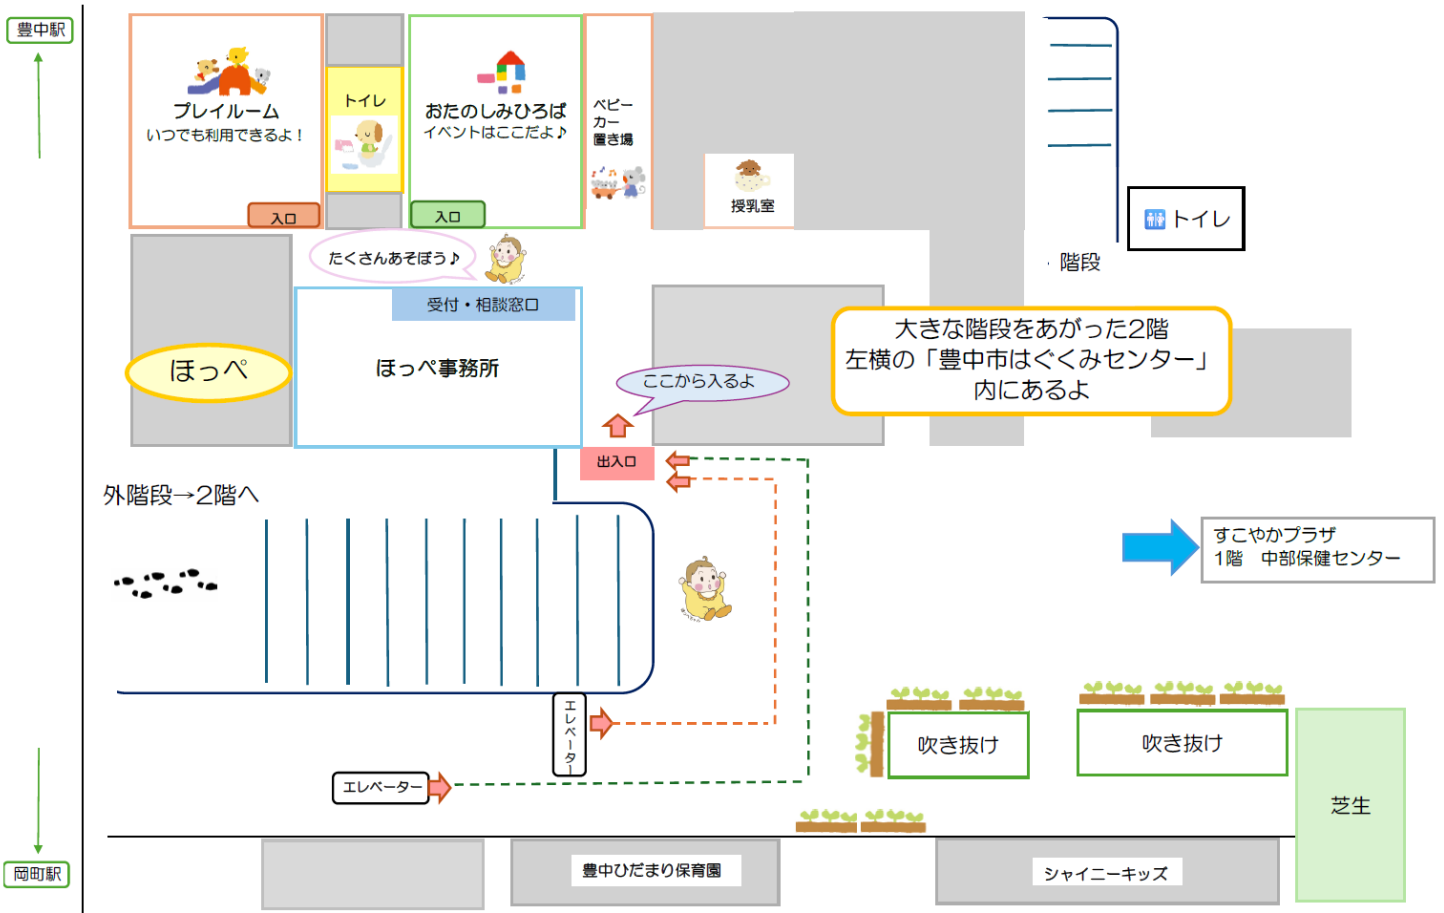 豊中駅
プレイルーム
いつでも利用できるよ！
トイレ
おたのしみひろば
イベントはここだよ♪
ベビー
カー
置き場
授乳室
入口
入口
トイレ
階段
たくさんあそぼう♪
受付・相談窓口
ほっぺ
ほっぺ事務所
ここから入るよ
大きな階段をあがった2階
左横の「豊中市はぐくみセンター」
内にあるよ
出入口
外階段→2階へ
すこやかプラザ
1階　中部保健センター
エレベーター
エレベーター
吹き抜け
吹き抜け
芝生
岡町駅
豊中ひだまり保育園
シャイニーキッズ